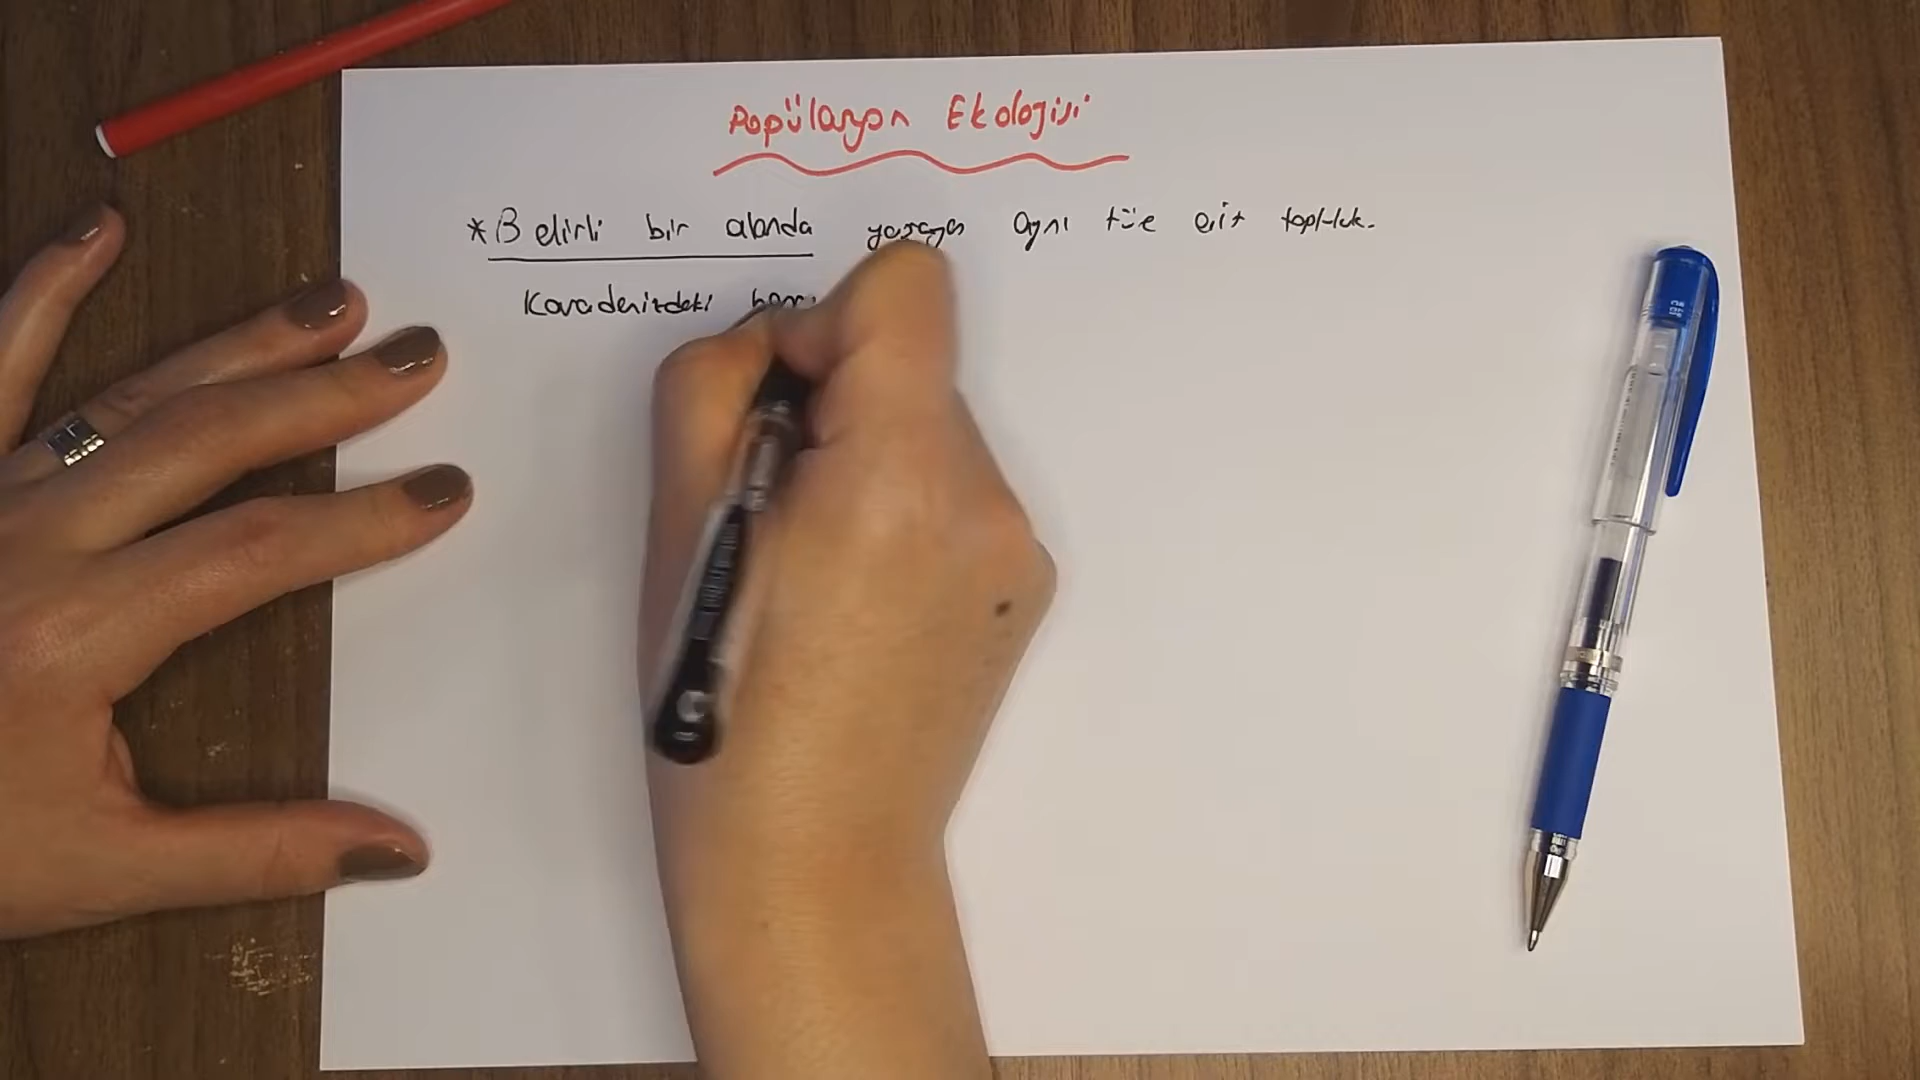 Popülasyon Ekolojisi
*Belirli bir alanda yaşayan aynı türe ait topluluk.
Karadenizdeki